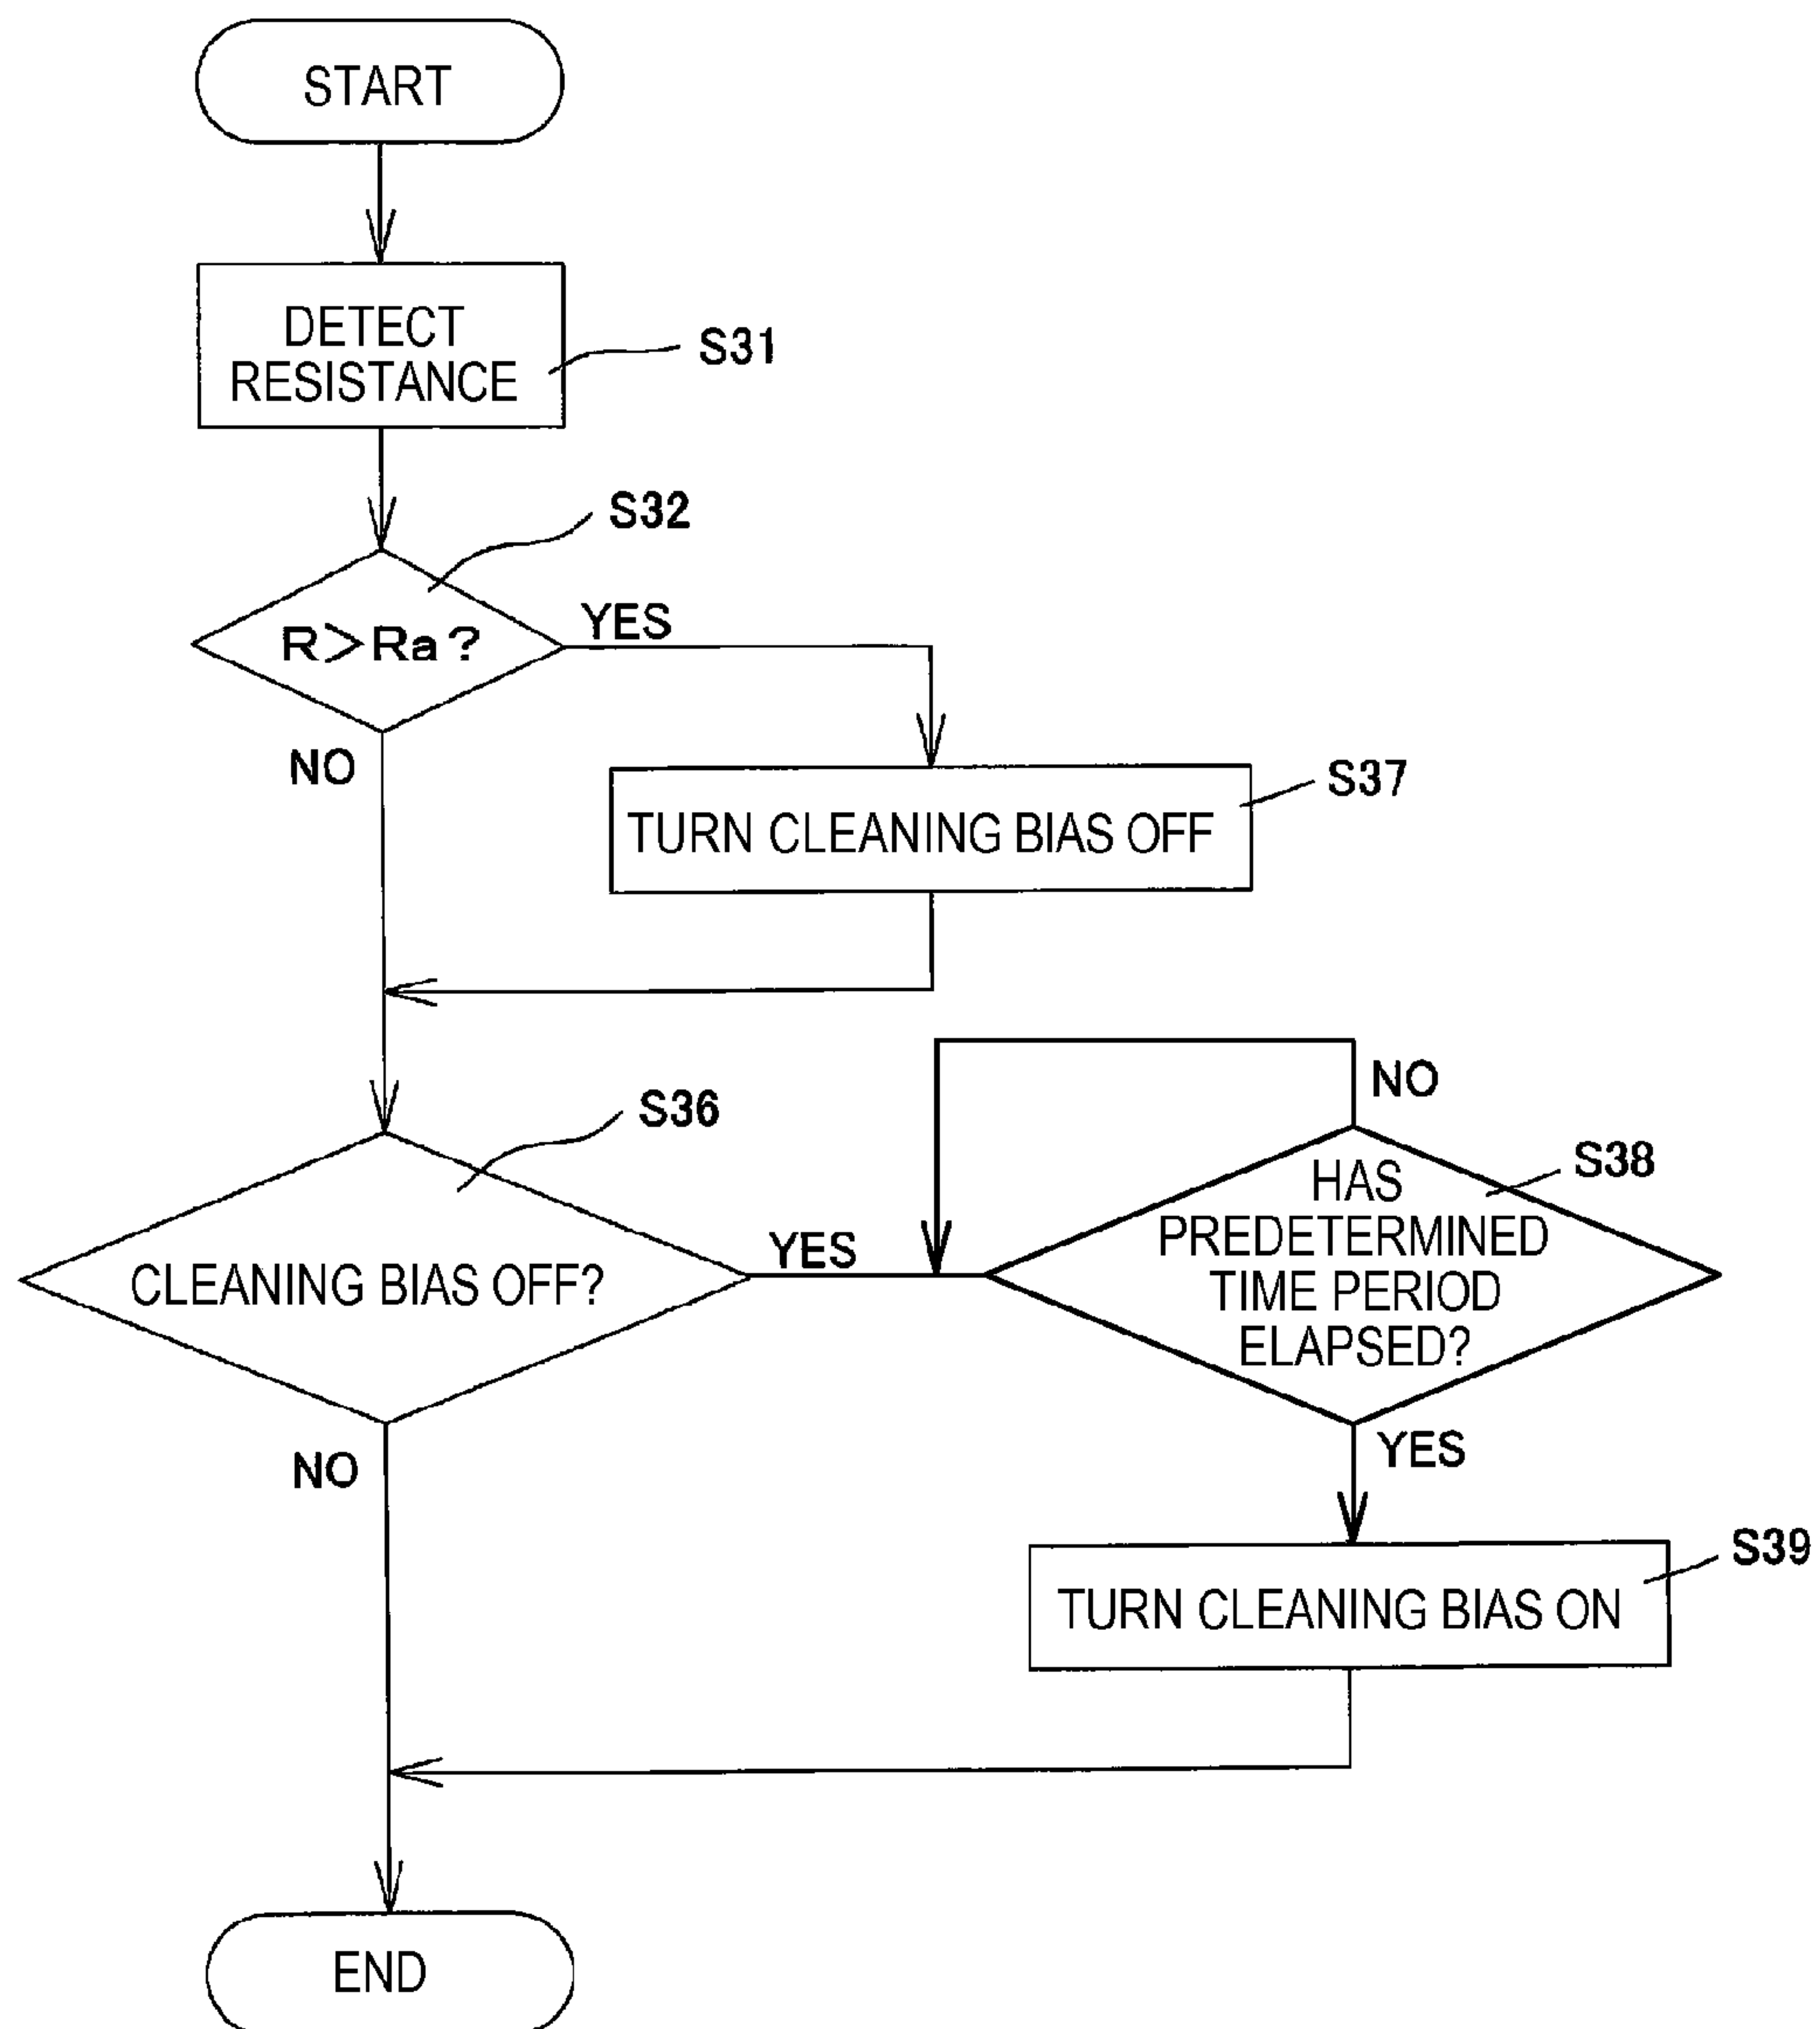 START
DETECT
RESISTANCE
S31
S32
R>Ra?
YES
NO
S37
TURN CLEANING BIAS OFF
NO
S36
S38
HAS
PREDETERMINED
TIME PERIOD
ELAPSED?
YES
CLEANING BIAS OFF?
NO
YES
S39
TURN CLEANING BIAS ON
END